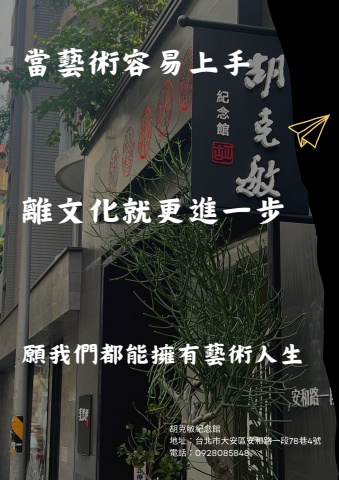 當藝術容易上手
胡克敏
紀念館
離文化就更進一步
願我們都能擁有藝術人生
安和路一段
胡克敏紀念館
地址：台北市大安區安和路一段78巷4號
電話：0928085848